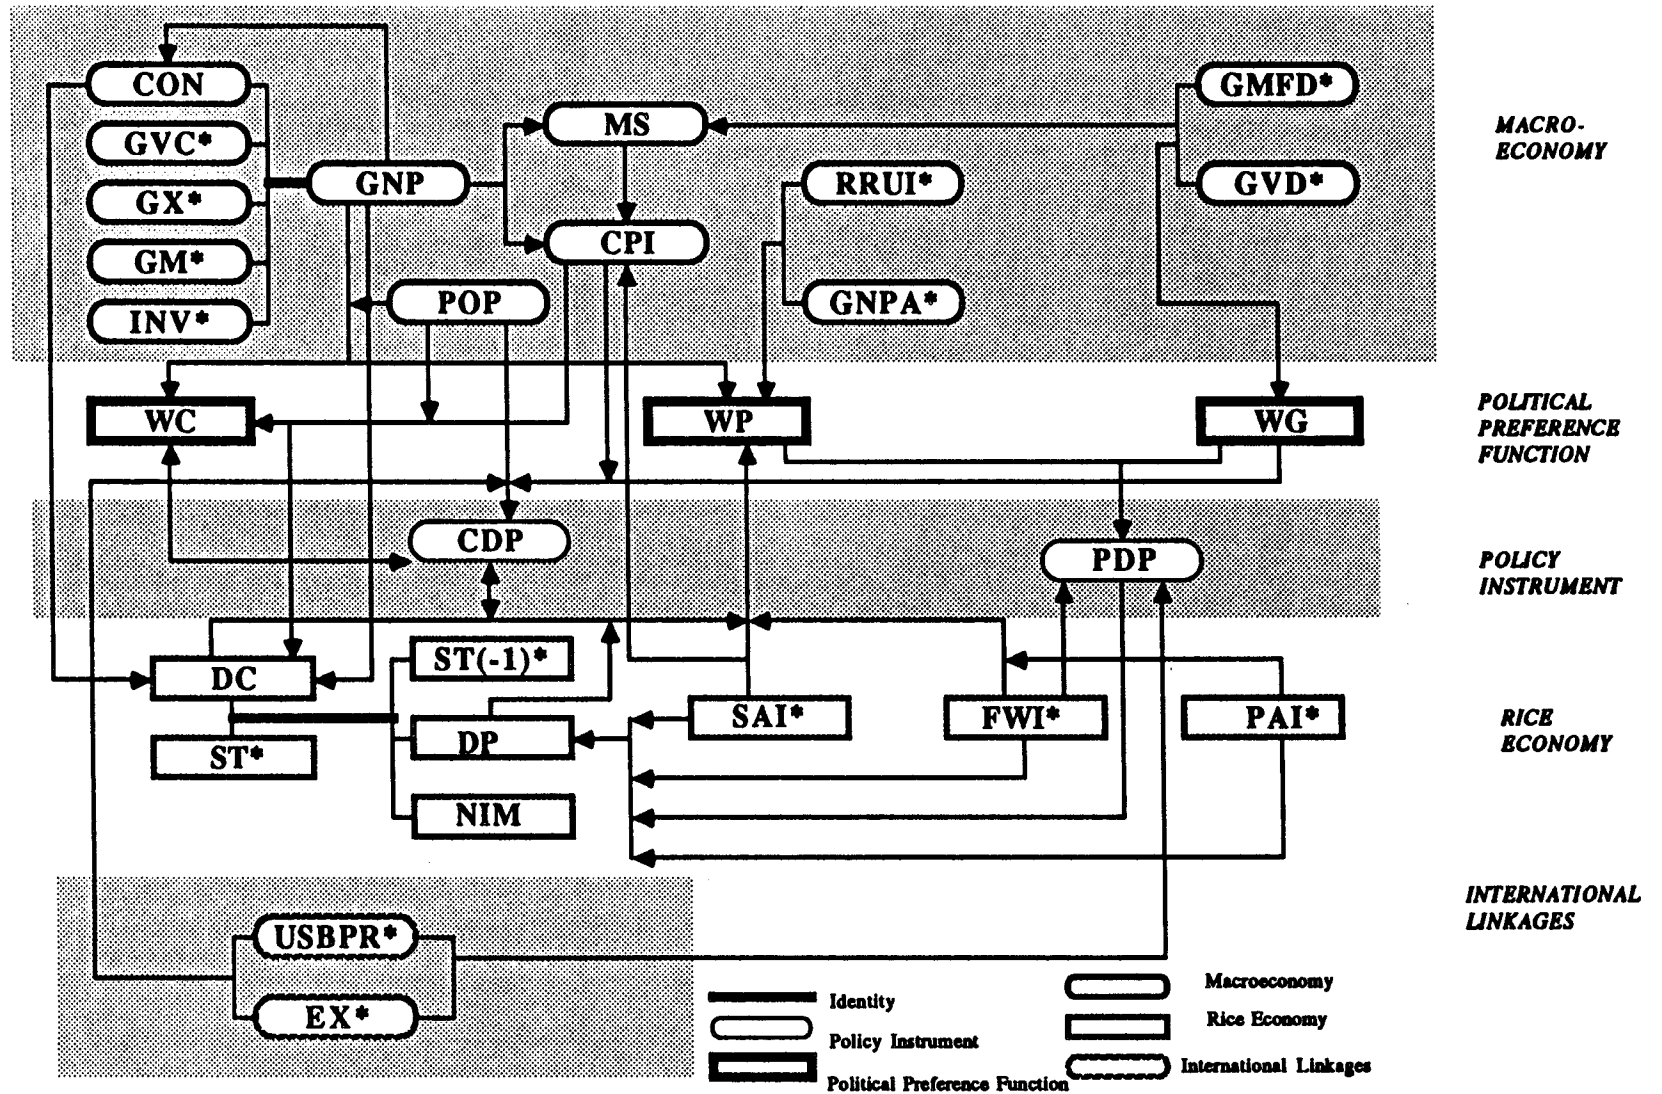 CON
GMFD*
MS
MACRO-
ECONOMY
GVC*
GNP
RRUI*
GVD*
GX*
CPI
GM*
POP
GNPA*
INV*
WC
WP
WG
POLITICAL
PREFERENCE
FUNCTION
CDP
PDP
POLICY
INSTRUMENT
ST(-1)*
DC
SAI*
FWI*
PAI*
RICE
ECONOMY
DP
ST*
NIM
INTERNATIONAL
LINKAGES
USBPR*
EX*
Identity
Policy Instrument
Political Preference Function
Macroeconomy
Rice Economy
International Linkages